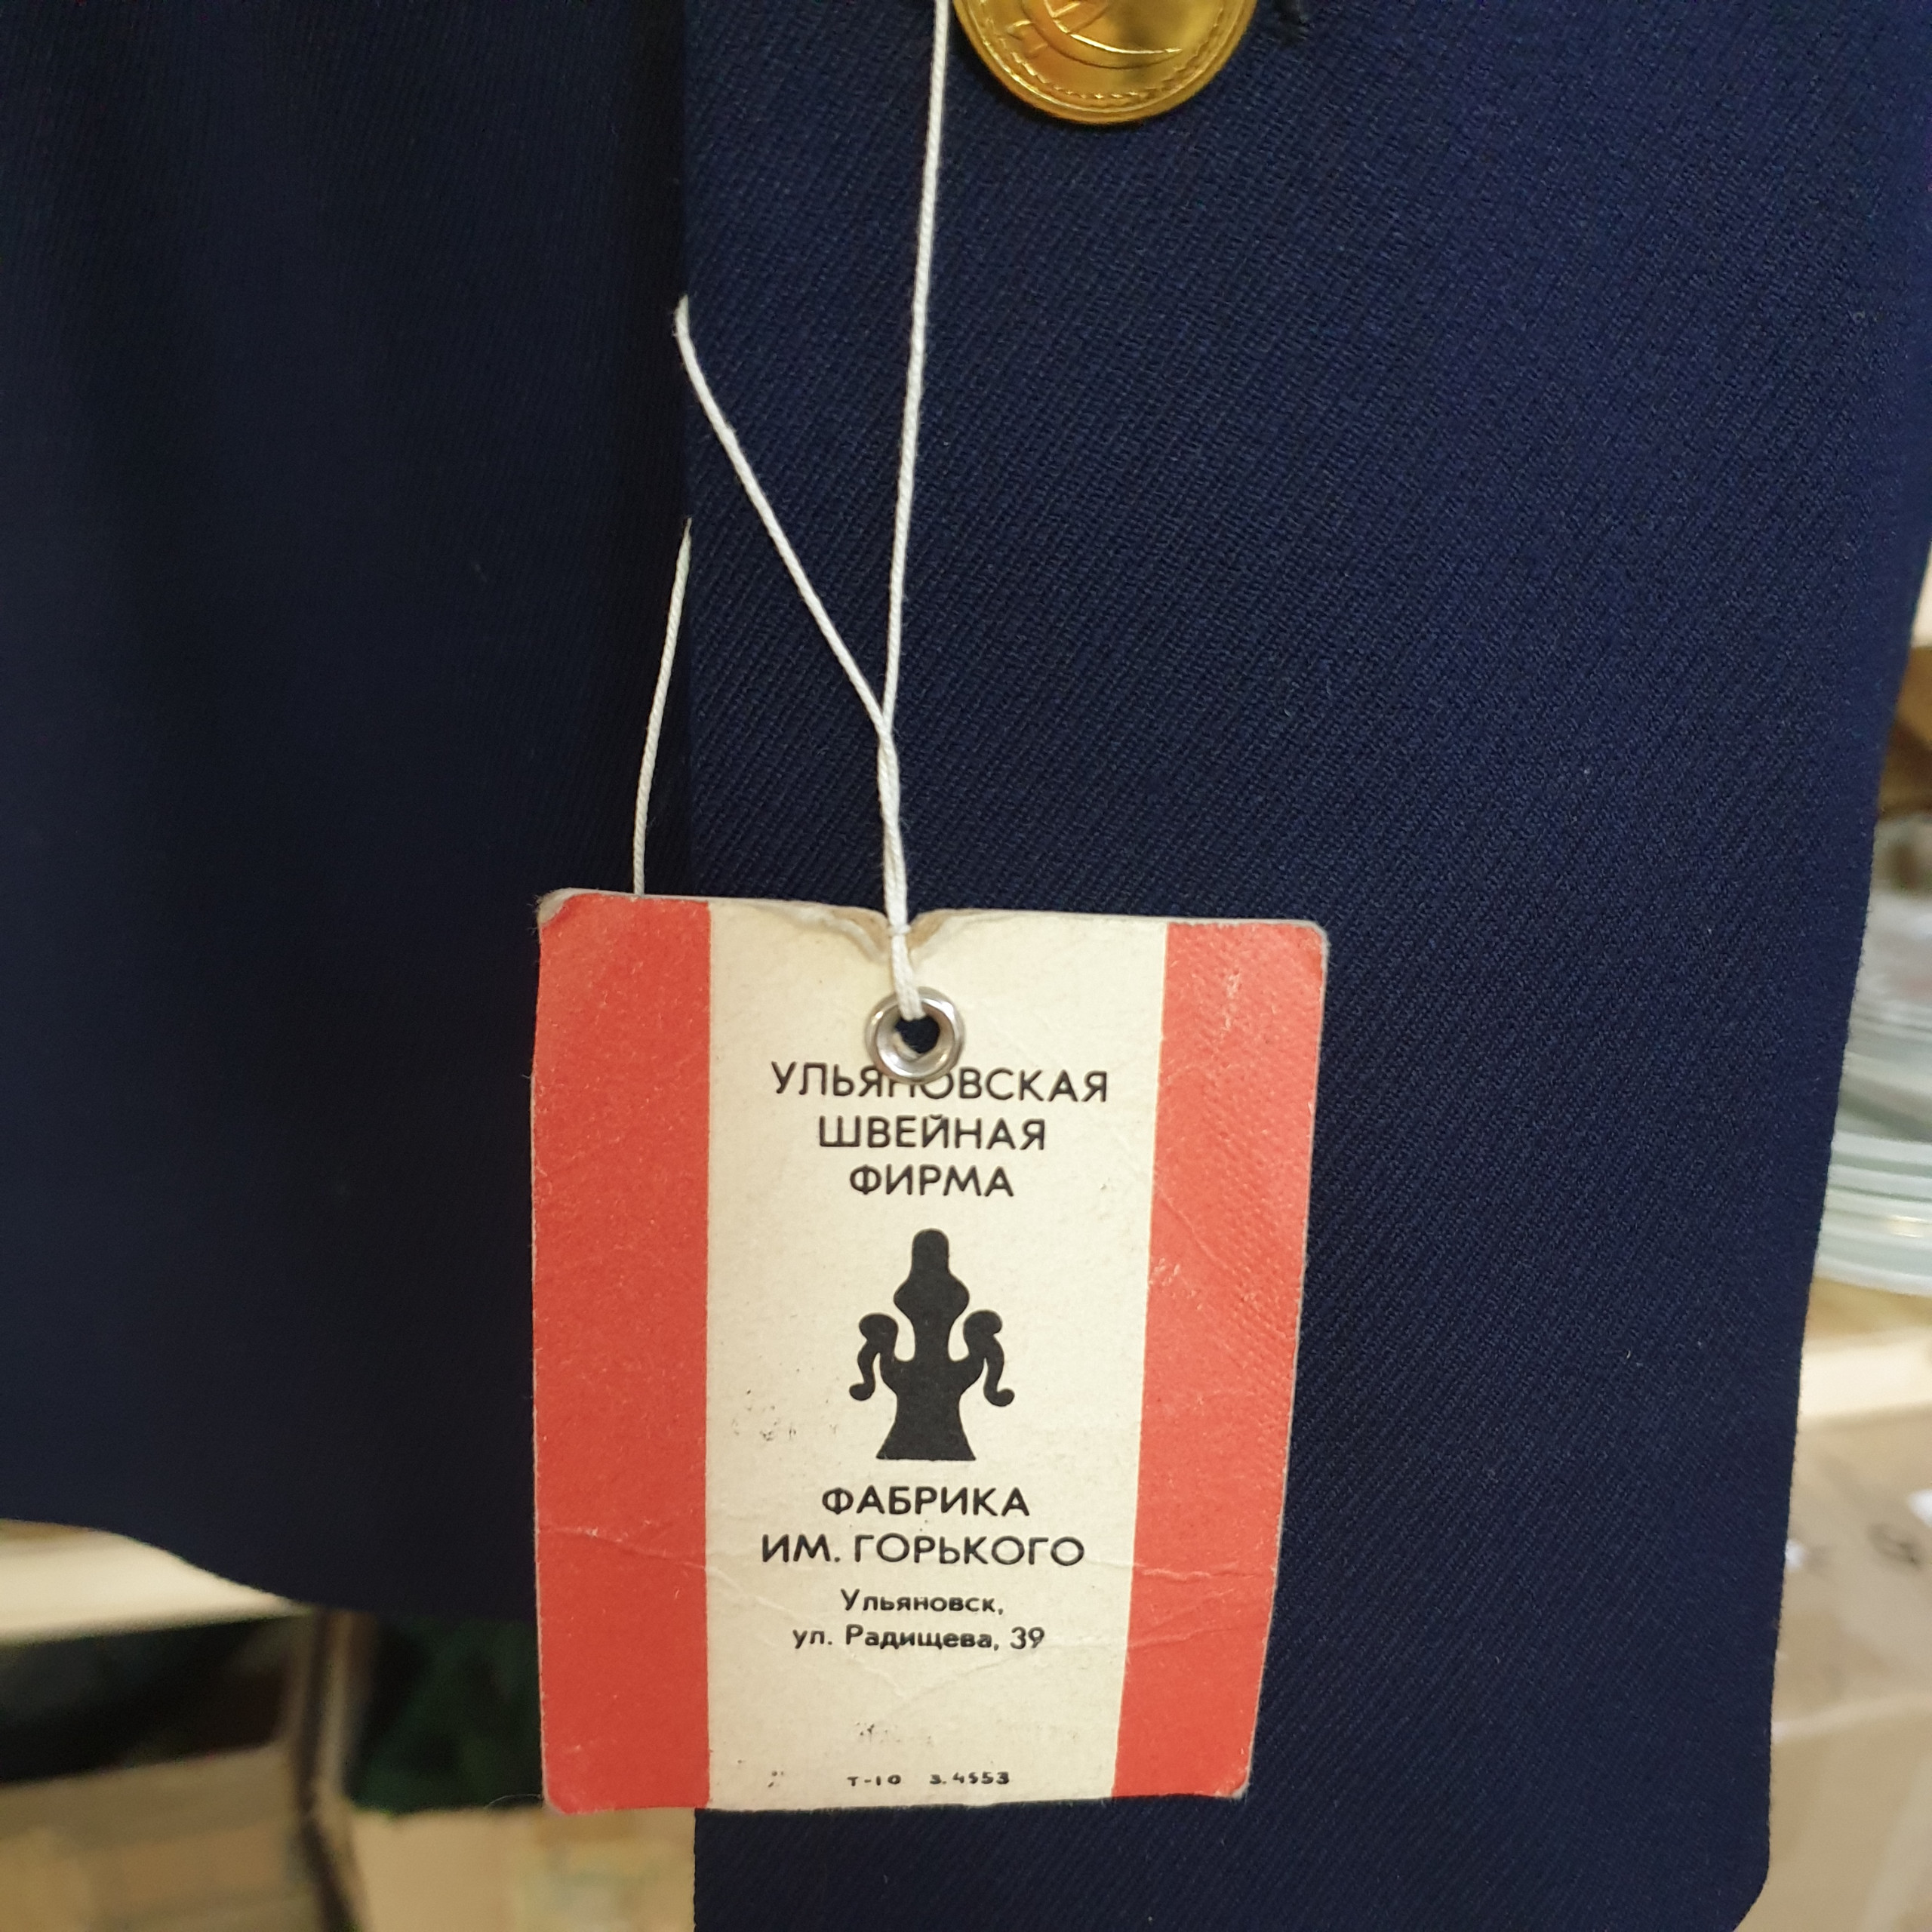 УЛЬЯНОВСКАЯ
ШВЕЙНАЯ
ФИРМА
ФАБРИКА
ИМ. ГОРЬКОГО
Ульяновск,
ул. Радищева, 39
Т-10 З. 4553